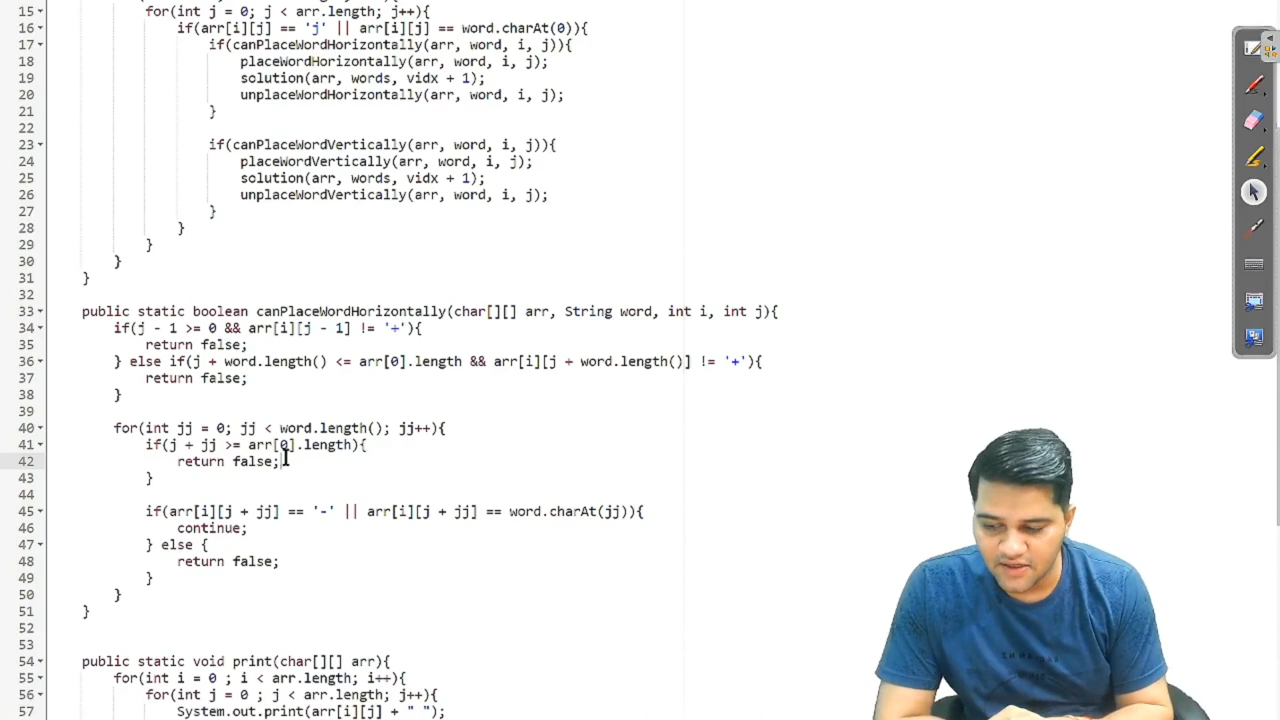 15 for(int j = 0; j < arr.length; j++){
16 if(arr[i][j] == 'j' || arr[i][j] == word.charAt(0)){
17 if(canPlaceWordHorizontally(arr, word, i, j)){
18 placeWordHorizontally(arr, word, i, j);
19 solution(arr, words, vidx + 1);
20 unplaceWordHorizontally(arr, word, i, j);
21 }
22
23 if(canPlaceWordVertically(arr, word, i, j)){
24 placeWordVertically(arr, word, i, j);
25 solution(arr, words, vidx + 1);
26 unplaceWordVertically(arr, word, i, j);
27 }
28 }
29 }
30 }
31 }
32
33 public static boolean canPlaceWordHorizontally(char[][] arr, String word, int i, int j){
34 if(j - 1 >= 0 && arr[i][j - 1] != '+'){
35 return false;
36 } else if(j + word.length() <= arr[0].length && arr[i][j + word.length()] != '+'){
37 return false;
38 }
39
40 for(int jj = 0; jj < word.length(); jj++){
41 if(j + jj >= arr[0].length){
42 return false;
43 }
44
45 if(arr[i][j + jj] == '-' || arr[i][j + jj] == word.charAt(jj)){
46 continue;
47 } else {
48 return false;
49 }
50 }
51 }
52
53
54 public static void print(char[][] arr){
55 for(int i = 0 ; i < arr.length; i++){
56 for(int j = 0 ; j < arr.length; j++){
57 System.out.print(arr[i][j] + " ");